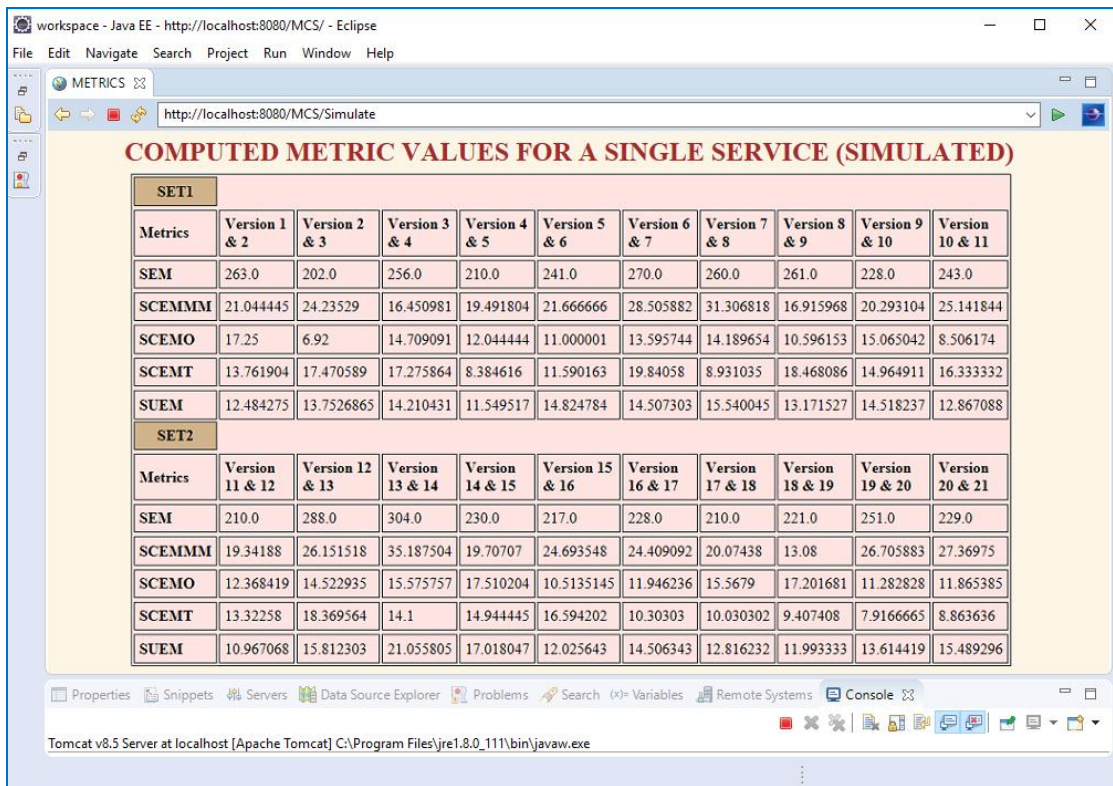 workspace - Java EE - http://localhost:8080/MCS/ - Eclipse
File Edit Navigate Search Project Run Window Help
METRICS
http://localhost:8080/MCS/Simulate
COMPUTED METRIC VALUES FOR A SINGLE SERVICE (SIMULATED)
SET1
Metrics Version 1 & 2 Version 2 & 3 Version 3 & 4 Version 4 & 5 Version 5 & 6 Version 6 & 7 Version 7 & 8 Version 8 & 9 Version 9 & 10 Version 10 & 11
SEM 263.0 202.0 256.0 210.0 241.0 270.0 260.0 261.0 228.0 243.0
SCEMMM 21.044445 24.23529 16.450981 19.491804 21.666666 28.505882 31.306818 16.915968 20.293104 25.141844
SCEMO 17.25 6.92 14.709091 12.044444 11.000001 13.595744 14.189654 10.596153 15.065042 8.506174
SCEMT 13.761904 17.470589 17.275864 8.384616 11.590163 19.84058 8.931035 18.468086 14.964911 16.333332
SUEM 12.484275 13.7526865 14.210431 11.549517 14.824784 14.507303 15.540045 13.171527 14.518237 12.867088
SET2
Metrics Version 11 & 12 Version 12 & 13 Version 13 & 14 Version 14 & 15 Version 15 & 16 Version 16 & 17 Version 17 & 18 Version 18 & 19 Version 19 & 20 Version 20 & 21
SEM 210.0 288.0 304.0 230.0 217.0 228.0 210.0 221.0 251.0 229.0
SCEMMM 19.34188 26.151518 35.187504 19.70707 24.693548 24.409092 20.07438 13.08 26.705883 27.36975
SCEMO 12.368419 14.522935 15.575757 17.510204 10.5135145 11.946236 15.5679 17.201681 11.282828 11.865385
SCEMT 13.32258 18.369564 14.1 14.944445 16.594202 10.30303 10.030302 9.407408 7.9166665 8.863636
SUEM 10.967068 15.812303 21.055805 17.018047 12.025643 14.506343 12.816232 11.993333 13.614419 15.489296
Properties Snippets Servers Data Source Explorer Problems Search (x)= Variables Remote Systems Console
Tomcat v8.5 Server at localhost [Apache Tomcat] C:\Program Files\jre1.8.0_111\bin\javaw.exe